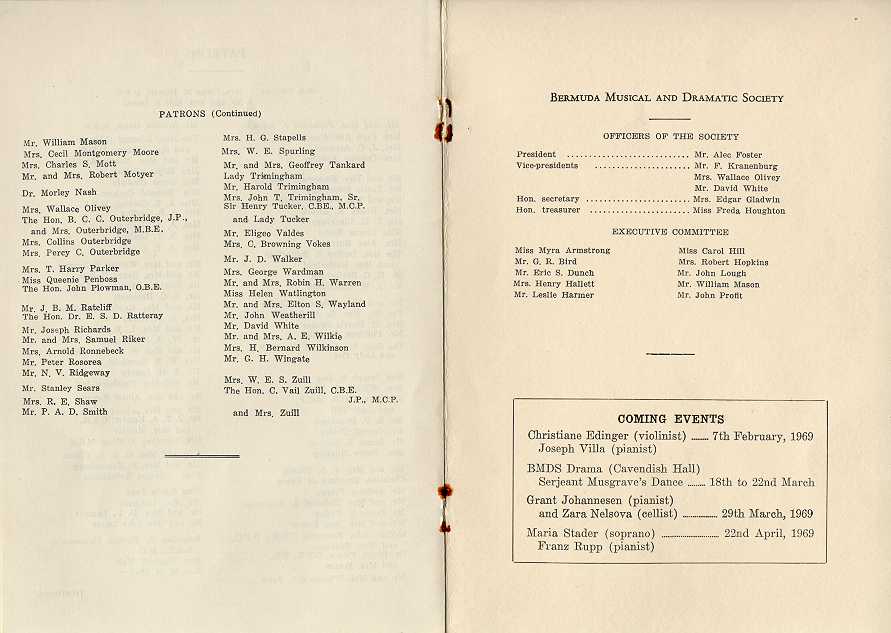 PATRONS (Continued)
Mr. William Mason
Mrs. Cecil Montgomery Moore
Mrs. Charles S. Mott
Mr. and Mrs. Robert Motyer
Dr. Morley Nash
Mrs. Wallace Olivey
The Hon. B. C. C. Outerbridge, J.P.,
and Mrs. Outerbridge, M.B.E.
Mrs. Collins Outerbridge
Mrs. Percy C. Outerbridge
Mrs. T. Harry Parker
Miss Queenie Penboss
The Hon. John Plowman, O.B.E.
Mr. J. B. M. Ratcliff
The Hon. Dr. E. S. D. Ratteray
Mr. Joseph Richards
Mr. and Mrs. Samuel Riker
Mrs. Arnold Ronnebeck
Mr. Peter Rosorea
Mr. N. V. Ridgeway
Mr. Stanley Sears
Mrs. R. E. Shaw
Mr. P. A. D. Smith
Mrs. H. G. Stapells
Mrs. W. E. Spurling
Mr. and Mrs. Geoffrey Tankard
Lady Trimingham
Mr. Harold Trimingham
Mrs. John T. Trimingham, Sr.
Sir Henry Tucker, C.BE., M.C.P.
and Lady Tucker
Mr. Eligeo Valdes
Mrs. C. Browning Vokes
Mr. J. D. Walker
Mrs. George Wardman
Mr. and Mrs. Robin H. Warren
Miss Helen Watlington
Mr. and Mrs. Elton S. Wayland
Mr. John Weatherill
Mr. David White
Mr. and Mrs. A. E. Wilkie
Mrs. H. Bernard Wilkinson
Mr. G. H. Wingate
Mrs. W. E. S. Zuill
The Hon. C. Vail Zuill, C.B.E.
J.P., M.C.P.
and Mrs. Zuill
BERMUDA MUSICAL AND DRAMATIC SOCIETY
OFFICERS OF THE SOCIETY
President ........................... Mr. Alec Foster
Vice-presidents ..................... Mr. F. Kranenburg
Mrs. Wallace Olivey
Mr. David White
Hon. secretary ....................... Mrs. Edgar Gladwin
Hon. treasurer ...................... Miss Freda Houghton
EXECUTIVE COMMITTEE
Miss Myra Armstrong
Mr. G. R. Bird
Mr. Eric S. Dunch
Mrs. Henry Hallett
Mr. Leslie Harmer
Miss Carol Hill
Mrs. Robert Hopkins
Mr. John Lough
Mr. William Mason
Mr. John Profit
COMING EVENTS
Christiane Edinger (violinist) ........ 7th February, 1969
Joseph Villa (pianist)
BMDS Drama (Cavendish Hall)
Serjeant Musgrave's Dance ........ 18th to 22nd March
Grant Johannesen (pianist)
and Zara Nelsova (cellist) ................ 29th March, 1969
Maria Stader (soprano) .......................... 22nd April, 1969
Franz Rupp (pianist)